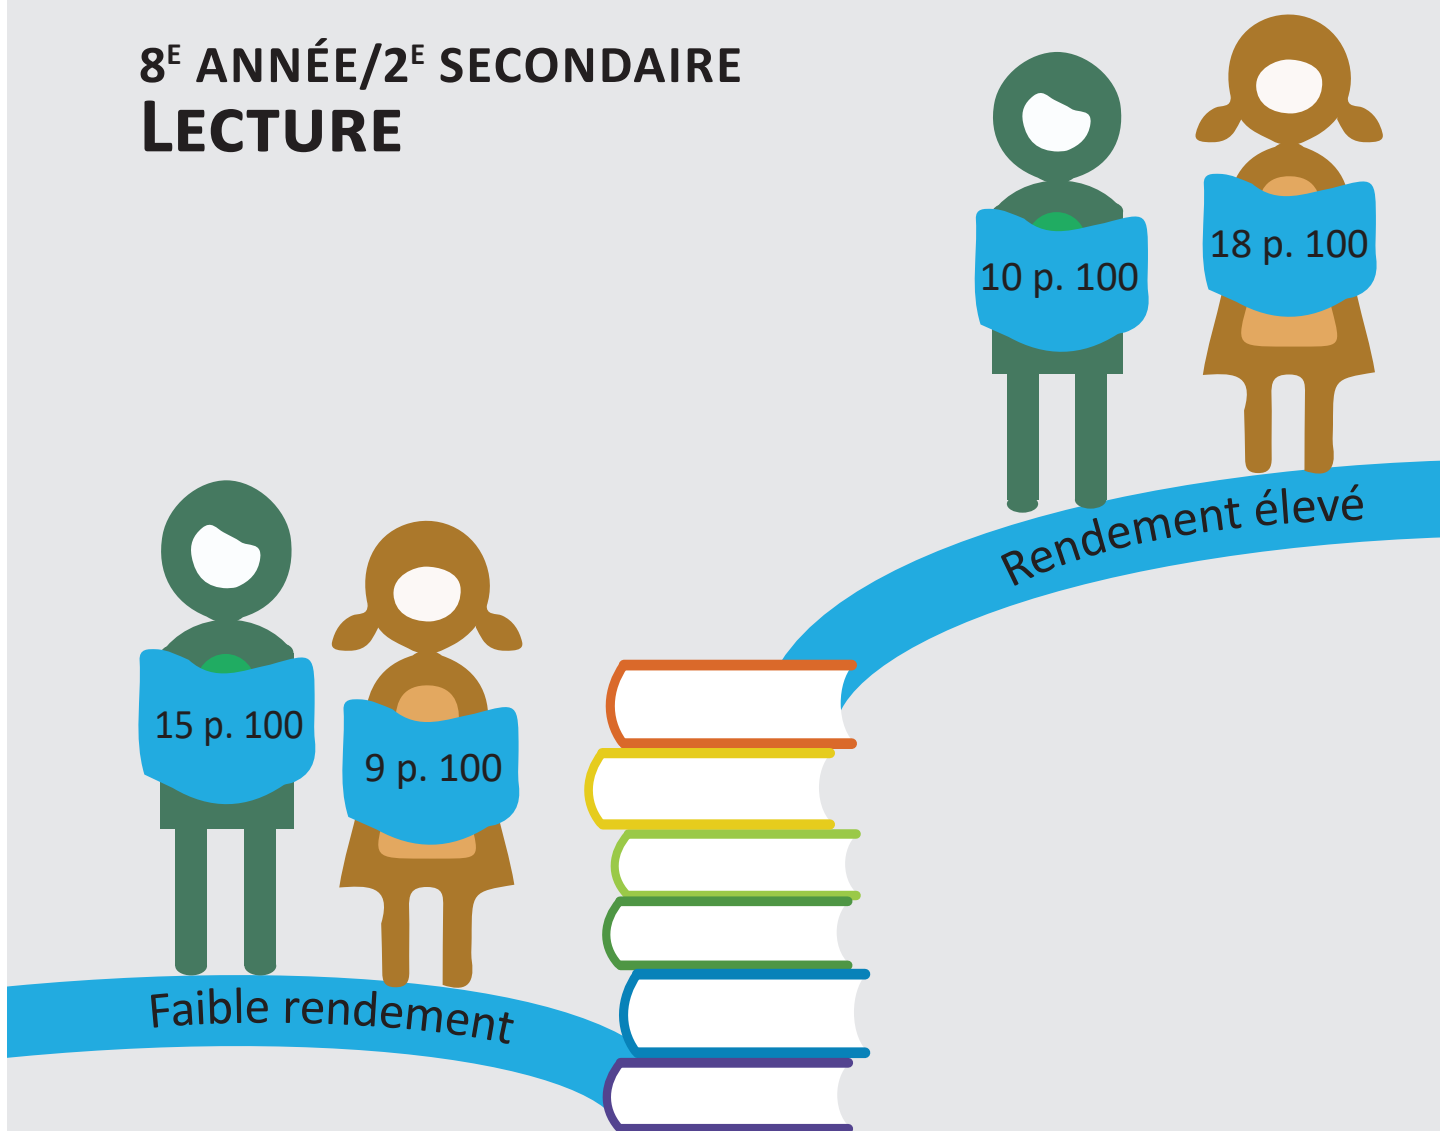 8E ANNÉE/2E SECONDAIRE
LECTURE
10 p. 100
18 p. 100
Rendement élevé
15 p. 100
9 p. 100
Faible rendement